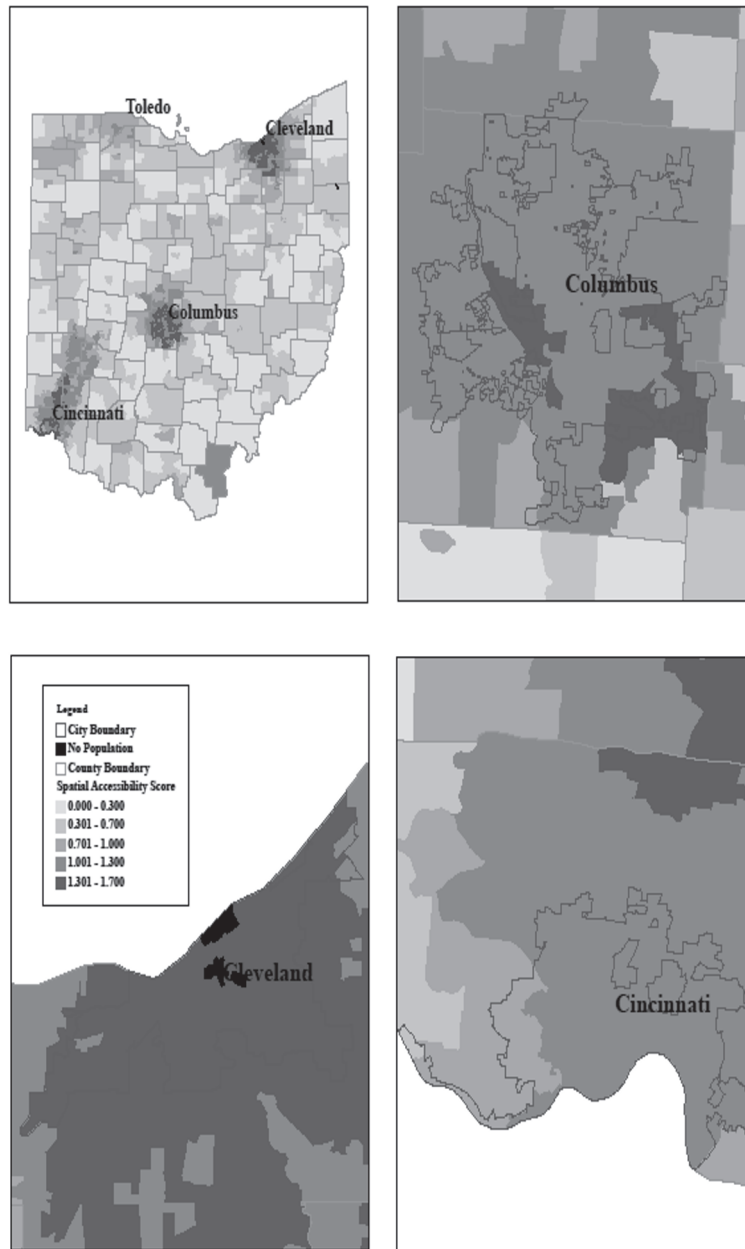 Toledo
Cleveland
Columbus
Cincinnati
Columbus
Legend
City Boundary
No Population
County Boundary
Spatial Accessibility Score
0.000 - 0.300
0.301 - 0.700
0.701 - 1.000
1.001 - 1.300
1.301 - 1.700
Cleveland
Cincinnati